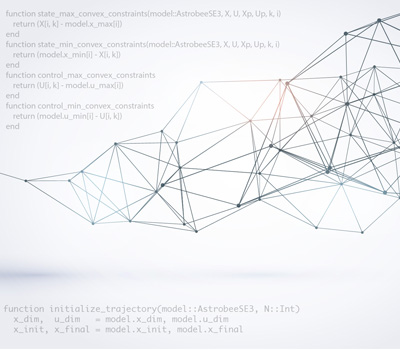 function state_max_convex_constraints(model::AstrobeeSE3, X, U, Xp, Up, k, i)
return (X[i, k] - model.x_max[i])
end
function state_min_convex_constraints(model::AstrobeeSE3, X, U, Xp, Up, k, i)
return (model.x_min[i] - X[i, k])
end
function control_max_convex_constraints
return (U[i, k] - model.u_max[i])
end
function control_min_convex_constraints
return (model.u_min[i] - U[i, k])
end
function initialize_trajectory(model::AstrobeeSE3, N::Int)
x_dim, u_dim = model.x_dim, model.u_dim
x_init, x_final = model.x_init, model.x_final